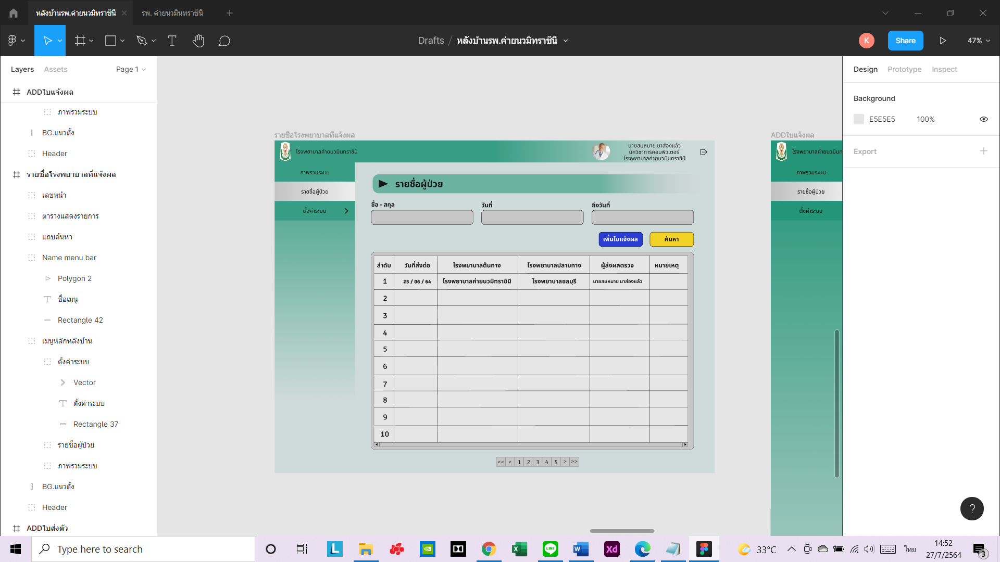 หลังบ้านรพ.ค่ายนวมิทราชินี
รพ. ค่ายนวมินทราชินี
Drafts / หลังบ้านรพ.ค่ายนวมิทราชินี
K
Share
47%
Layers
Assets
Page 1
ADDใบแจ้งผล
ภาพรวมระบบ
BG.แนวตั้ง
Header
รายชื่อโรงพยาบาลที่แจ้งผล
เลขหน้า
ตารางแสดงรายการ
แถบค้นหา
Name menu bar
Polygon 2
ชื่อเมนู
Rectangle 42
เมนูหลักหลังบ้าน
ตั้งค่าระบบ
Vector
ตั้งค่าระบบ
Rectangle 37
รายชื่อผู้ป่วย
ภาพรวมระบบ
BG.แนวตั้ง
Header
ADDใบส่งตัว
รายชื่อโรงพยาบาลที่แจ้งผล
โรงพยาบาลค่ายนวมินทราชินี
นายสมหมาย มาส่องแล้ว
นักวิชาการคอมพิวเตอร์
โรงพยาบาลค่ายนวมินทราชินี
ภาพรวมระบบ
รายชื่อผู้ป่วย
ตั้งค่าระบบ
รายชื่อผู้ป่วย
ชื่อ - สกุล
วันที่
ถึงวันที่
เพิ่มใบแจ้งผล
ค้นหา
ลำดับ วันที่ส่งต่อ โรงพยาบาลต้นทาง โรงพยาบาลปลายทาง ผู้ส่งผลตรวจ หมายเหตุ
1 25 / 06 / 64 โรงพยาบาลค่ายนวมิทราชินี โรงพยาบาลชลบุรี นายสมหมาย มาส่องแล้ว
2
3
4
5
6
7
8
9
10
<< < 1 2 3 4 5 > >>
ADDใบแจ้งผล
โรงพยาบาลค่ายนวมิน
ภาพรวมระบบ
รายชื่อผู้ป่วย
ตั้งค่าระบบ
Design
Prototype
Inspect
Background
E5E5E5
100%
Export
?
Type here to search
33°C
ไทย
14:52
27/7/2564
3